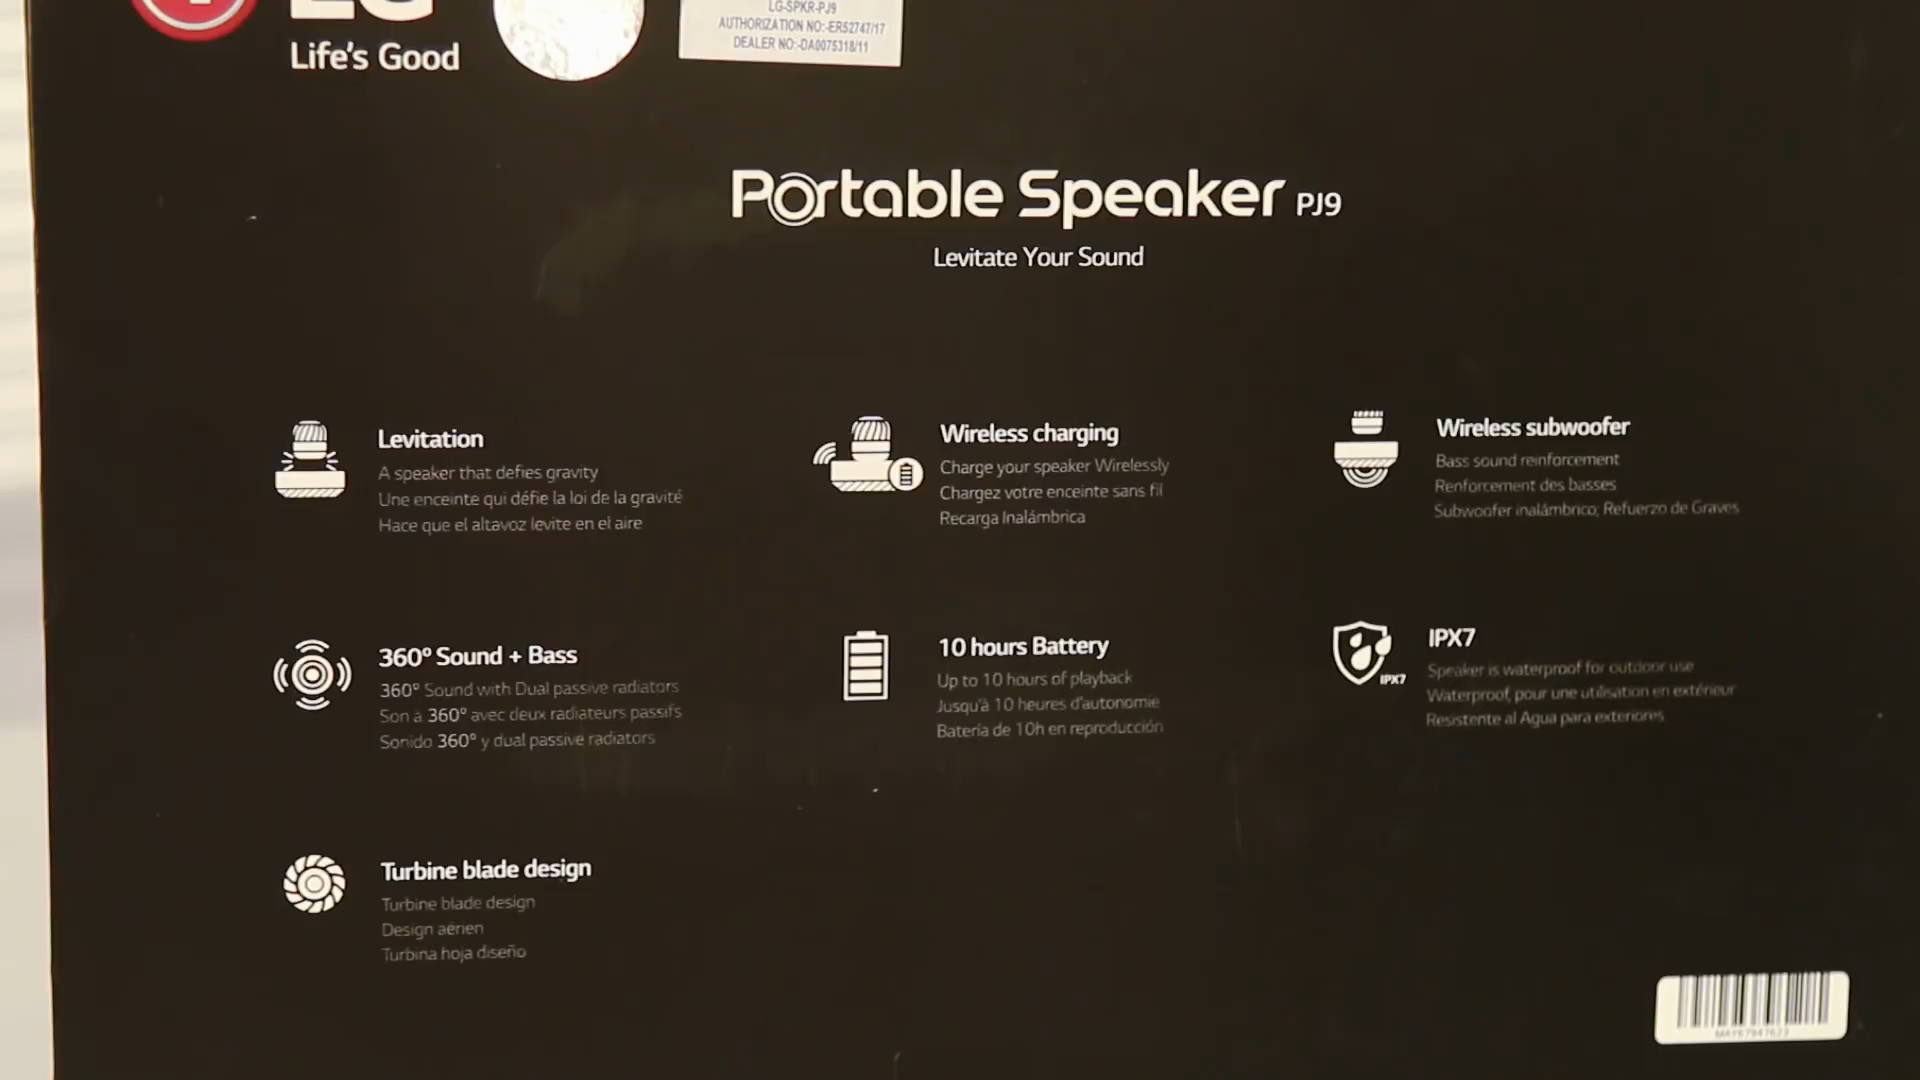 LG
Life's Good
LG-SPKR-PJ9
AUTHORIZATION NO:-ER52747/17
DEALER NO:-DA0075318/11
Portable Speaker PJ9
Levitate Your Sound
Levitation
A speaker that defies gravity
Une enceinte qui défie la loi de la gravité
Hace que el altavoz levite en el aire
Wireless charging
Charge your speaker Wirelessly
Chargez votre enceinte sans fil
Recarga Inalámbrica
Wireless subwoofer
Bass sound reinforcement
Renforcement des basses
Subwoofer inalámbrico; Refuerzo de Graves
360º Sound + Bass
360º Sound with Dual passive radiators
Son à 360º avec deux radiateurs passifs
Sonido 360º y dual passive radiators
10 hours Battery
Up to 10 hours of playback
Jusqu'à 10 heures d'autonomie
Batería de 10h en reproducción
IPX7
IPX7
Speaker is waterproof for outdoor use
Waterproof, pour une utilisation en extérieur
Resistente al Agua para exteriores
Turbine blade design
Turbine blade design
Design aérien
Turbina hoja diseño